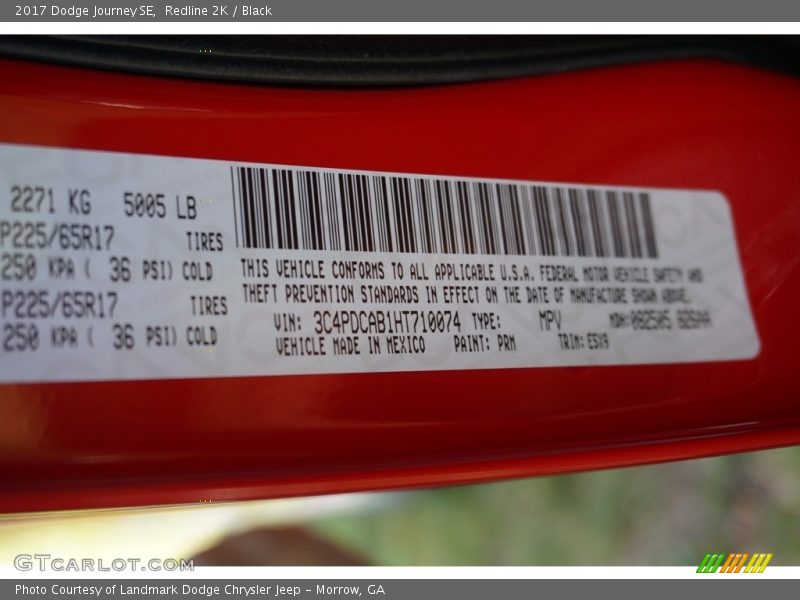 2017 Dodge Journey SE, Redline 2K / Black
2271 KG 5005 LB
P225/65R17 TIRES
250 KPA ( 36 PSI) COLD
P225/65R17 TIRES
250 KPA ( 36 PSI) COLD
THIS VEHICLE CONFORMS TO ALL APPLICABLE U.S.A. FEDERAL MOTOR VEHICLE SAFETY AND
THEFT PREVENTION STANDARDS IN EFFECT ON THE DATE OF MANUFACTURE SHOWN ABOVE.
VIN: 3C4PDCAB1HT710074 TYPE: MPV
VEHICLE MADE IN MEXICO PAINT: PRM TRIM: E5X9
GTCARLOT.COM
Photo Courtesy of Landmark Dodge Chrysler Jeep – Morrow, GA